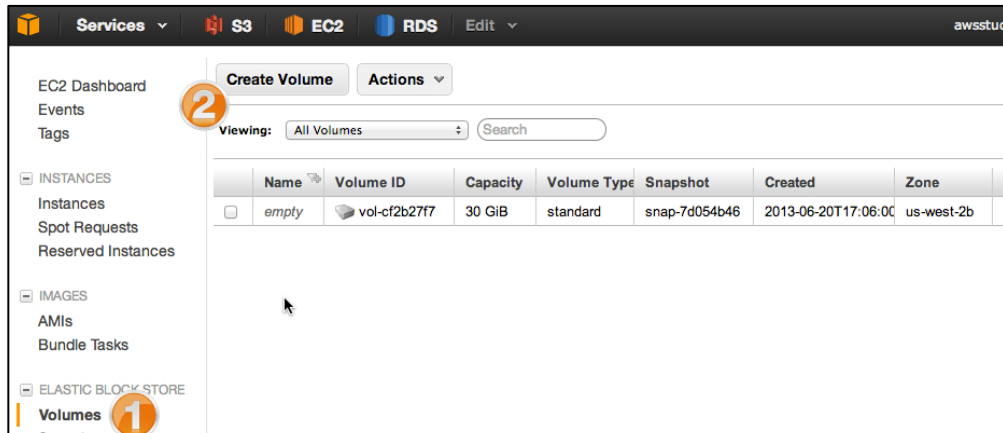 Services S3 EC2 RDS Edit awsstud
EC2 Dashboard
Events
Tags
INSTANCES
Instances
Spot Requests
Reserved Instances
IMAGES
AMIs
Bundle Tasks
ELASTIC BLOCK STORE
Volumes 1
2 Create Volume Actions
Viewing: All Volumes Search
Name Volume ID Capacity Volume Type Snapshot Created Zone
empty vol-cf2b27f7 30 GiB standard snap-7d054b46 2013-06-20T17:06:00 us-west-2b